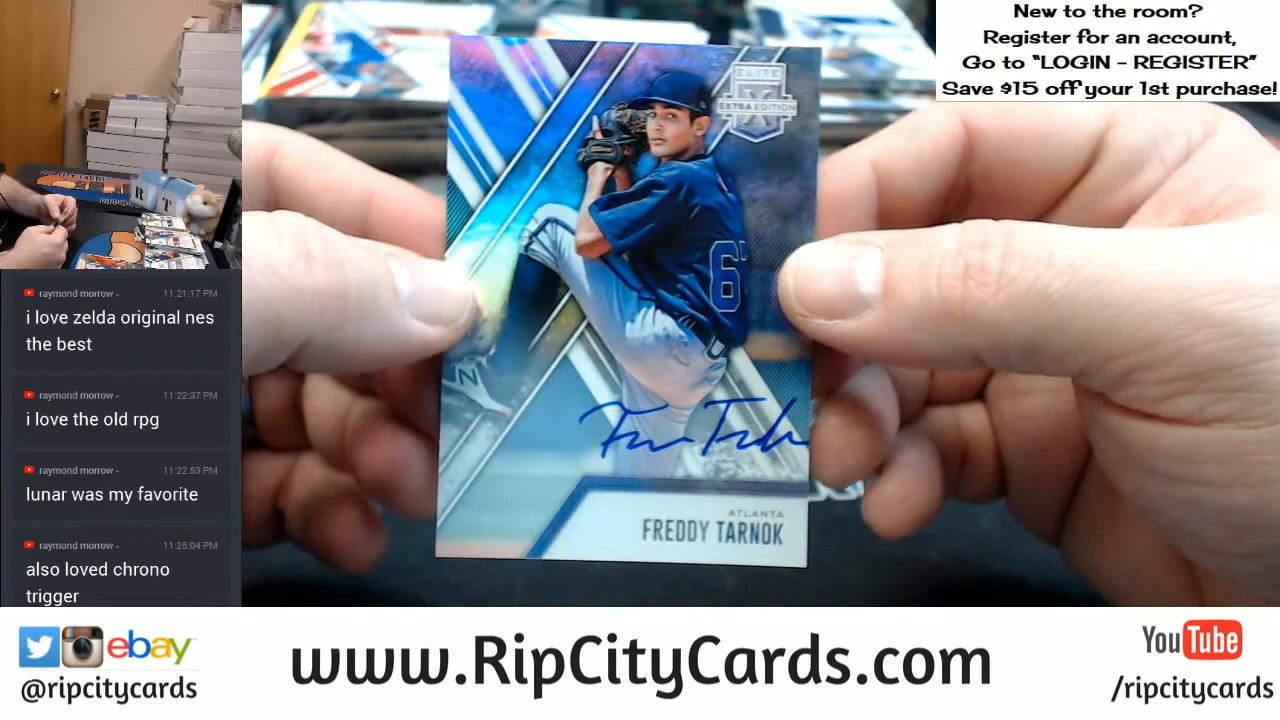 New to the room?
Register for an account,
Go to “LOGIN - REGISTER”
Save $15 off your 1st purchase!
ELITE
EXTRA EDITION
6
N
ATLANTA
FREDDY TARNOK
R
T
raymond morrow 11:21:17 PM
i love zelda original nes
the best
raymond morrow 11:22:37 PM
i love the old rpg
raymond morrow 11:22:53 PM
lunar was my favorite
raymond morrow 11:25:04 PM
also loved chrono
trigger
ebay
@ripcitycards
www.RipCityCards.com
YouTube
/ripcitycards